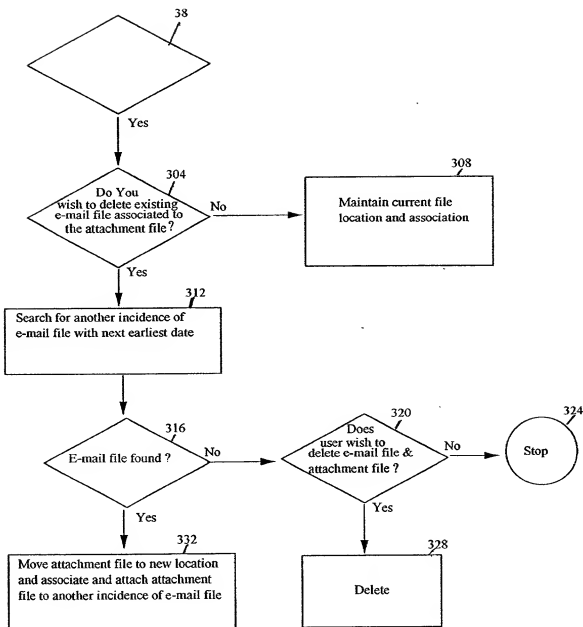 38
Yes
304
Do You
wish to delete existing
e-mail file associated to
the attachment file ?
No
308
Maintain current file
location and association
Yes
312
Search for another incidence of
e-mail file with next earliest date
316
E-mail file found ?
No
320
Does
user wish to
delete e-mail file &
attachment file ?
No
324
Stop
Yes
332
Move attachment file to new location
and associate and attach attachment
file to another incidence of e-mail file
Yes
328
Delete